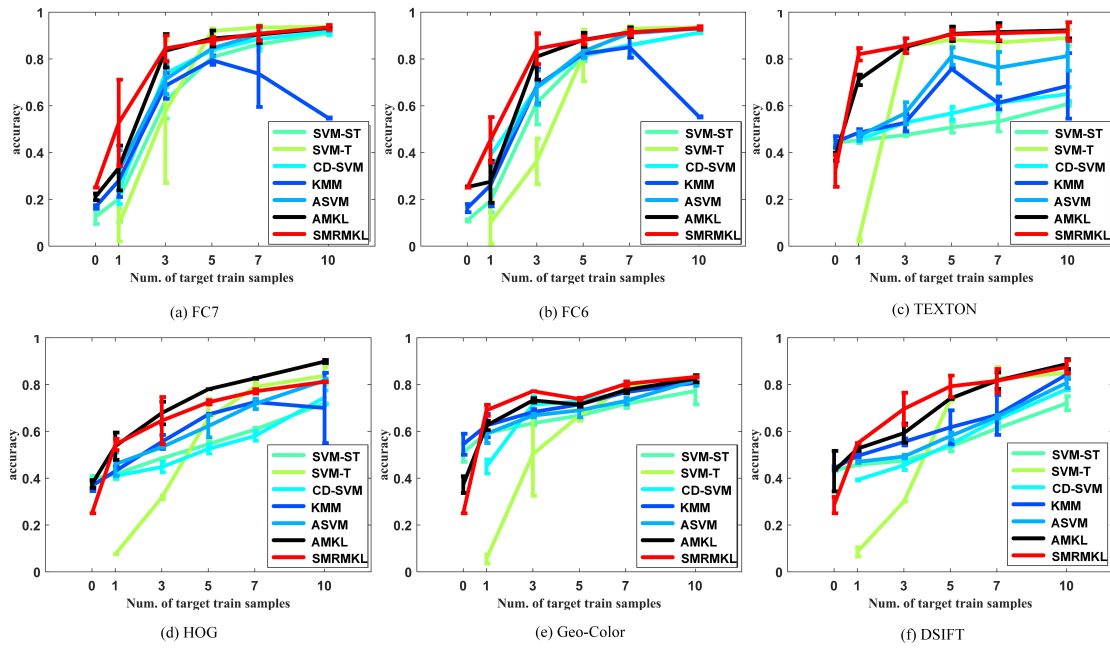 1
0.8
0.6
0.4
0.2
0
accuracy
0 1 3 5 7 10
Num. of target train samples
SVM-ST
SVM-T
CD-SVM
KMM
ASVM
AMKL
SMRMKL
(a) FC7
1
0.8
0.6
0.4
0.2
0
accuracy
0 1 3 5 7 10
Num. of target train samples
SVM-ST
SVM-T
CD-SVM
KMM
ASVM
AMKL
SMRMKL
(b) FC6
1
0.8
0.6
0.4
0.2
0
accuracy
0 1 3 5 7 10
Num. of target train samples
SVM-ST
SVM-T
CD-SVM
KMM
ASVM
AMKL
SMRMKL
(c) TEXTON
1
0.8
0.6
0.4
0.2
0
accuracy
0 1 3 5 7 10
Num. of target train samples
SVM-ST
SVM-T
CD-SVM
KMM
ASVM
AMKL
SMRMKL
(d) HOG
1
0.8
0.6
0.4
0.2
0
accuracy
0 1 3 5 7 10
Num. of target train samples
SVM-ST
SVM-T
CD-SVM
KMM
ASVM
AMKL
SMRMKL
(e) Geo-Color
1
0.8
0.6
0.4
0.2
0
accuracy
0 1 3 5 7 10
Num. of target train samples
SVM-ST
SVM-T
CD-SVM
KMM
ASVM
AMKL
SMRMKL
(f) DSIFT